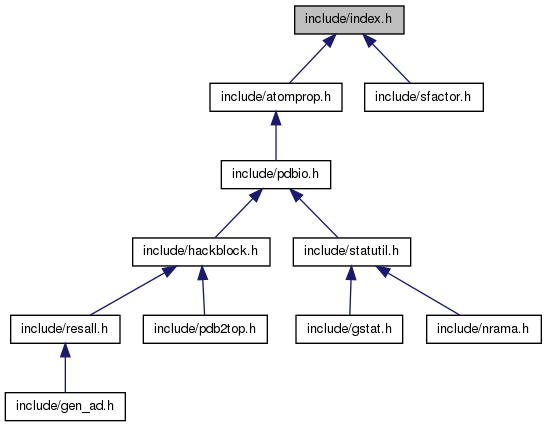 include/index.h
include/atomprop.h
include/sfactor.h
include/pdbio.h
include/hackblock.h
include/statutil.h
include/resall.h
include/pdb2top.h
include/gstat.h
include/nrama.h
include/gen_ad.h